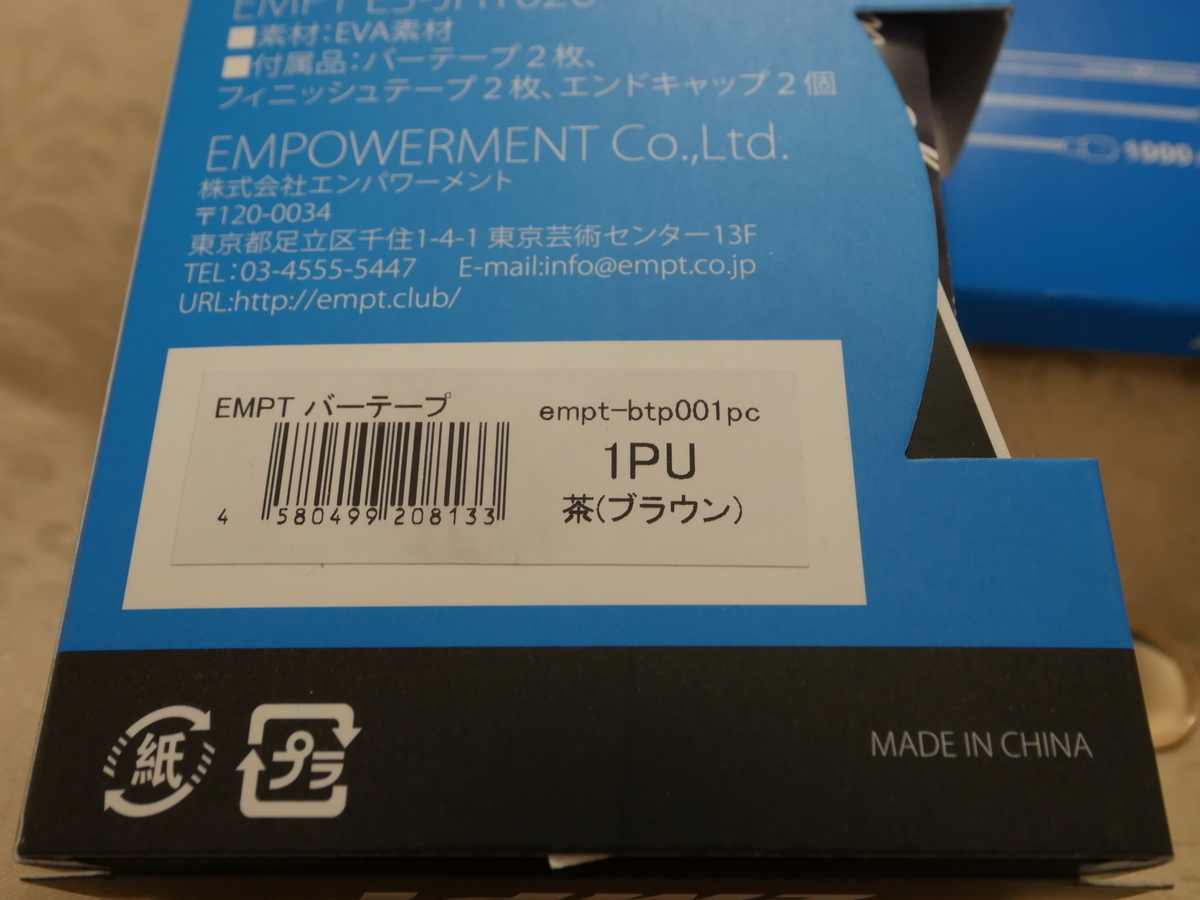 EMPT ES-JHT020
■素材:EVA素材
■付属品:バーテープ2枚、
フィニッシュテープ2枚、エンドキャップ2個
EMPOWERMENT Co.,Ltd.
株式会社エンパワーメント
〒120-0034
東京都足立区千住1-4-1 東京芸術センター13F
TEL:03-4555-5447 E-mail:info@empt.co.jp
URL:http://empt.club/
EMPT バーテープ empt-btp001pc
1PU
茶(ブラウン)
4 580499 208133
紙 プラ
MADE IN CHINA